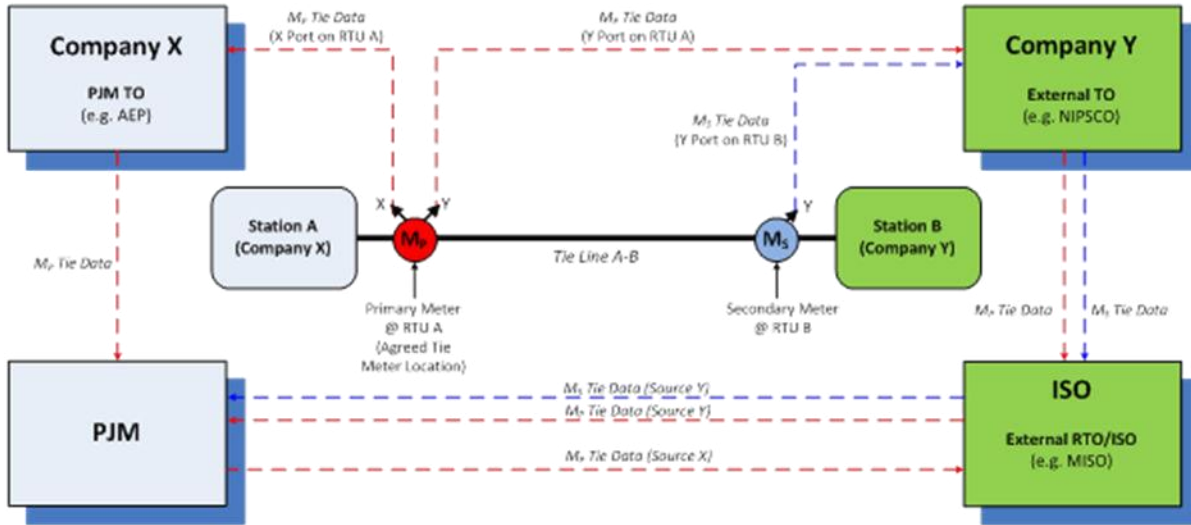 Company X
PJM TO
(e.g. AEP)
Mₚ Tie Data
(X Port on RTU A)
Mₚ Tie Data
(Y Port on RTU A)
Company Y
External TO
(e.g. NIPSCO)
Mₛ Tie Data
(Y Port on RTU B)
Station A
(Company X)
X
Y
Mₚ
Tie Line A-B
Y
Mₛ
Station B
(Company Y)
Mₚ Tie Data
Primary Meter
@ RTU A
(Agreed Tie
Meter Location)
Secondary Meter
@ RTU B
Mₚ Tie Data
Mₛ Tie Data
PJM
Mₛ Tie Data (Source Y)
Mₚ Tie Data (Source Y)
Mₚ Tie Data (Source X)
ISO
External RTO/ISO
(e.g. MISO)